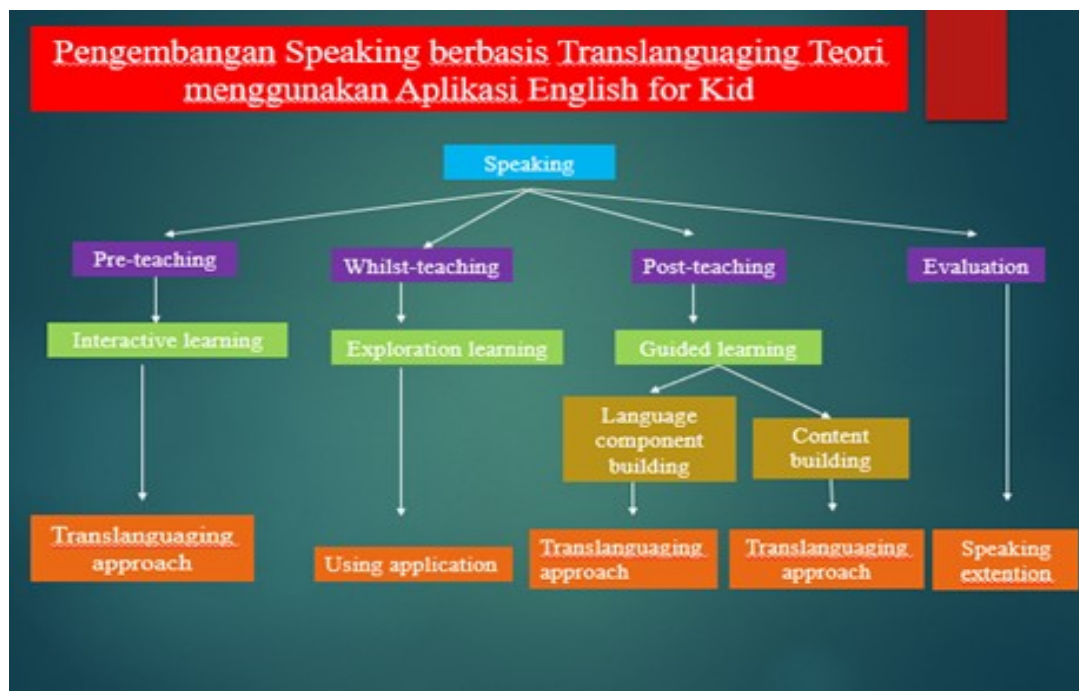 Pengembangan Speaking berbasis Translanguaging Teori
menggunakan Aplikasi English for Kid
Speaking
Pre-teaching
Whilst-teaching
Post-teaching
Evaluation
Interactive learning
Exploration learning
Guided learning
Language
component
building
Content
building
Translanguaging
approach
Using application
Translanguaging
approach
Translanguaging
approach
Speaking
extention